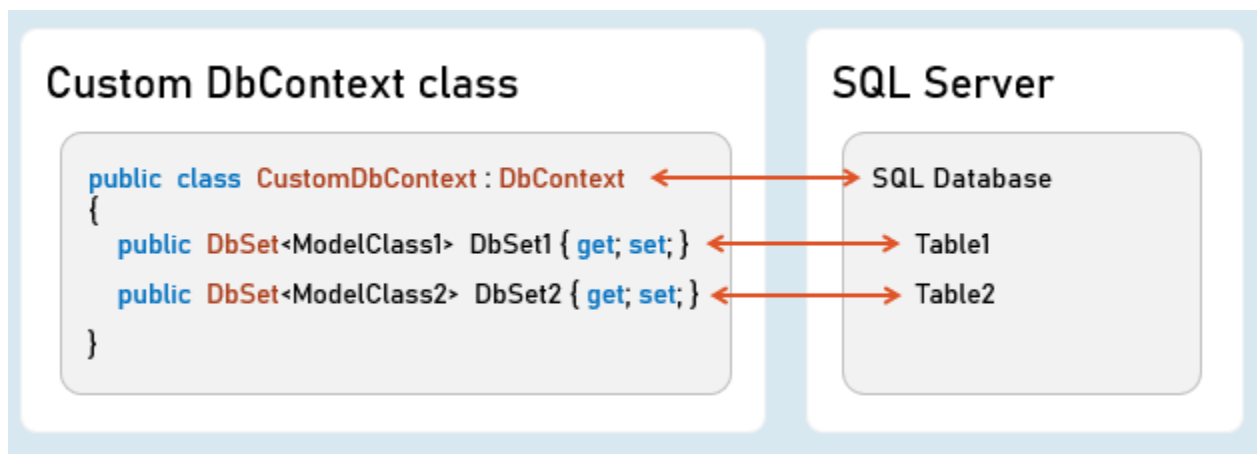 Custom DbContext class
public class CustomDbContext : DbContext
{
public DbSet<ModelClass1> DbSet1 { get; set; }
public DbSet<ModelClass2> DbSet2 { get; set; }
}
SQL Server
SQL Database
Table1
Table2